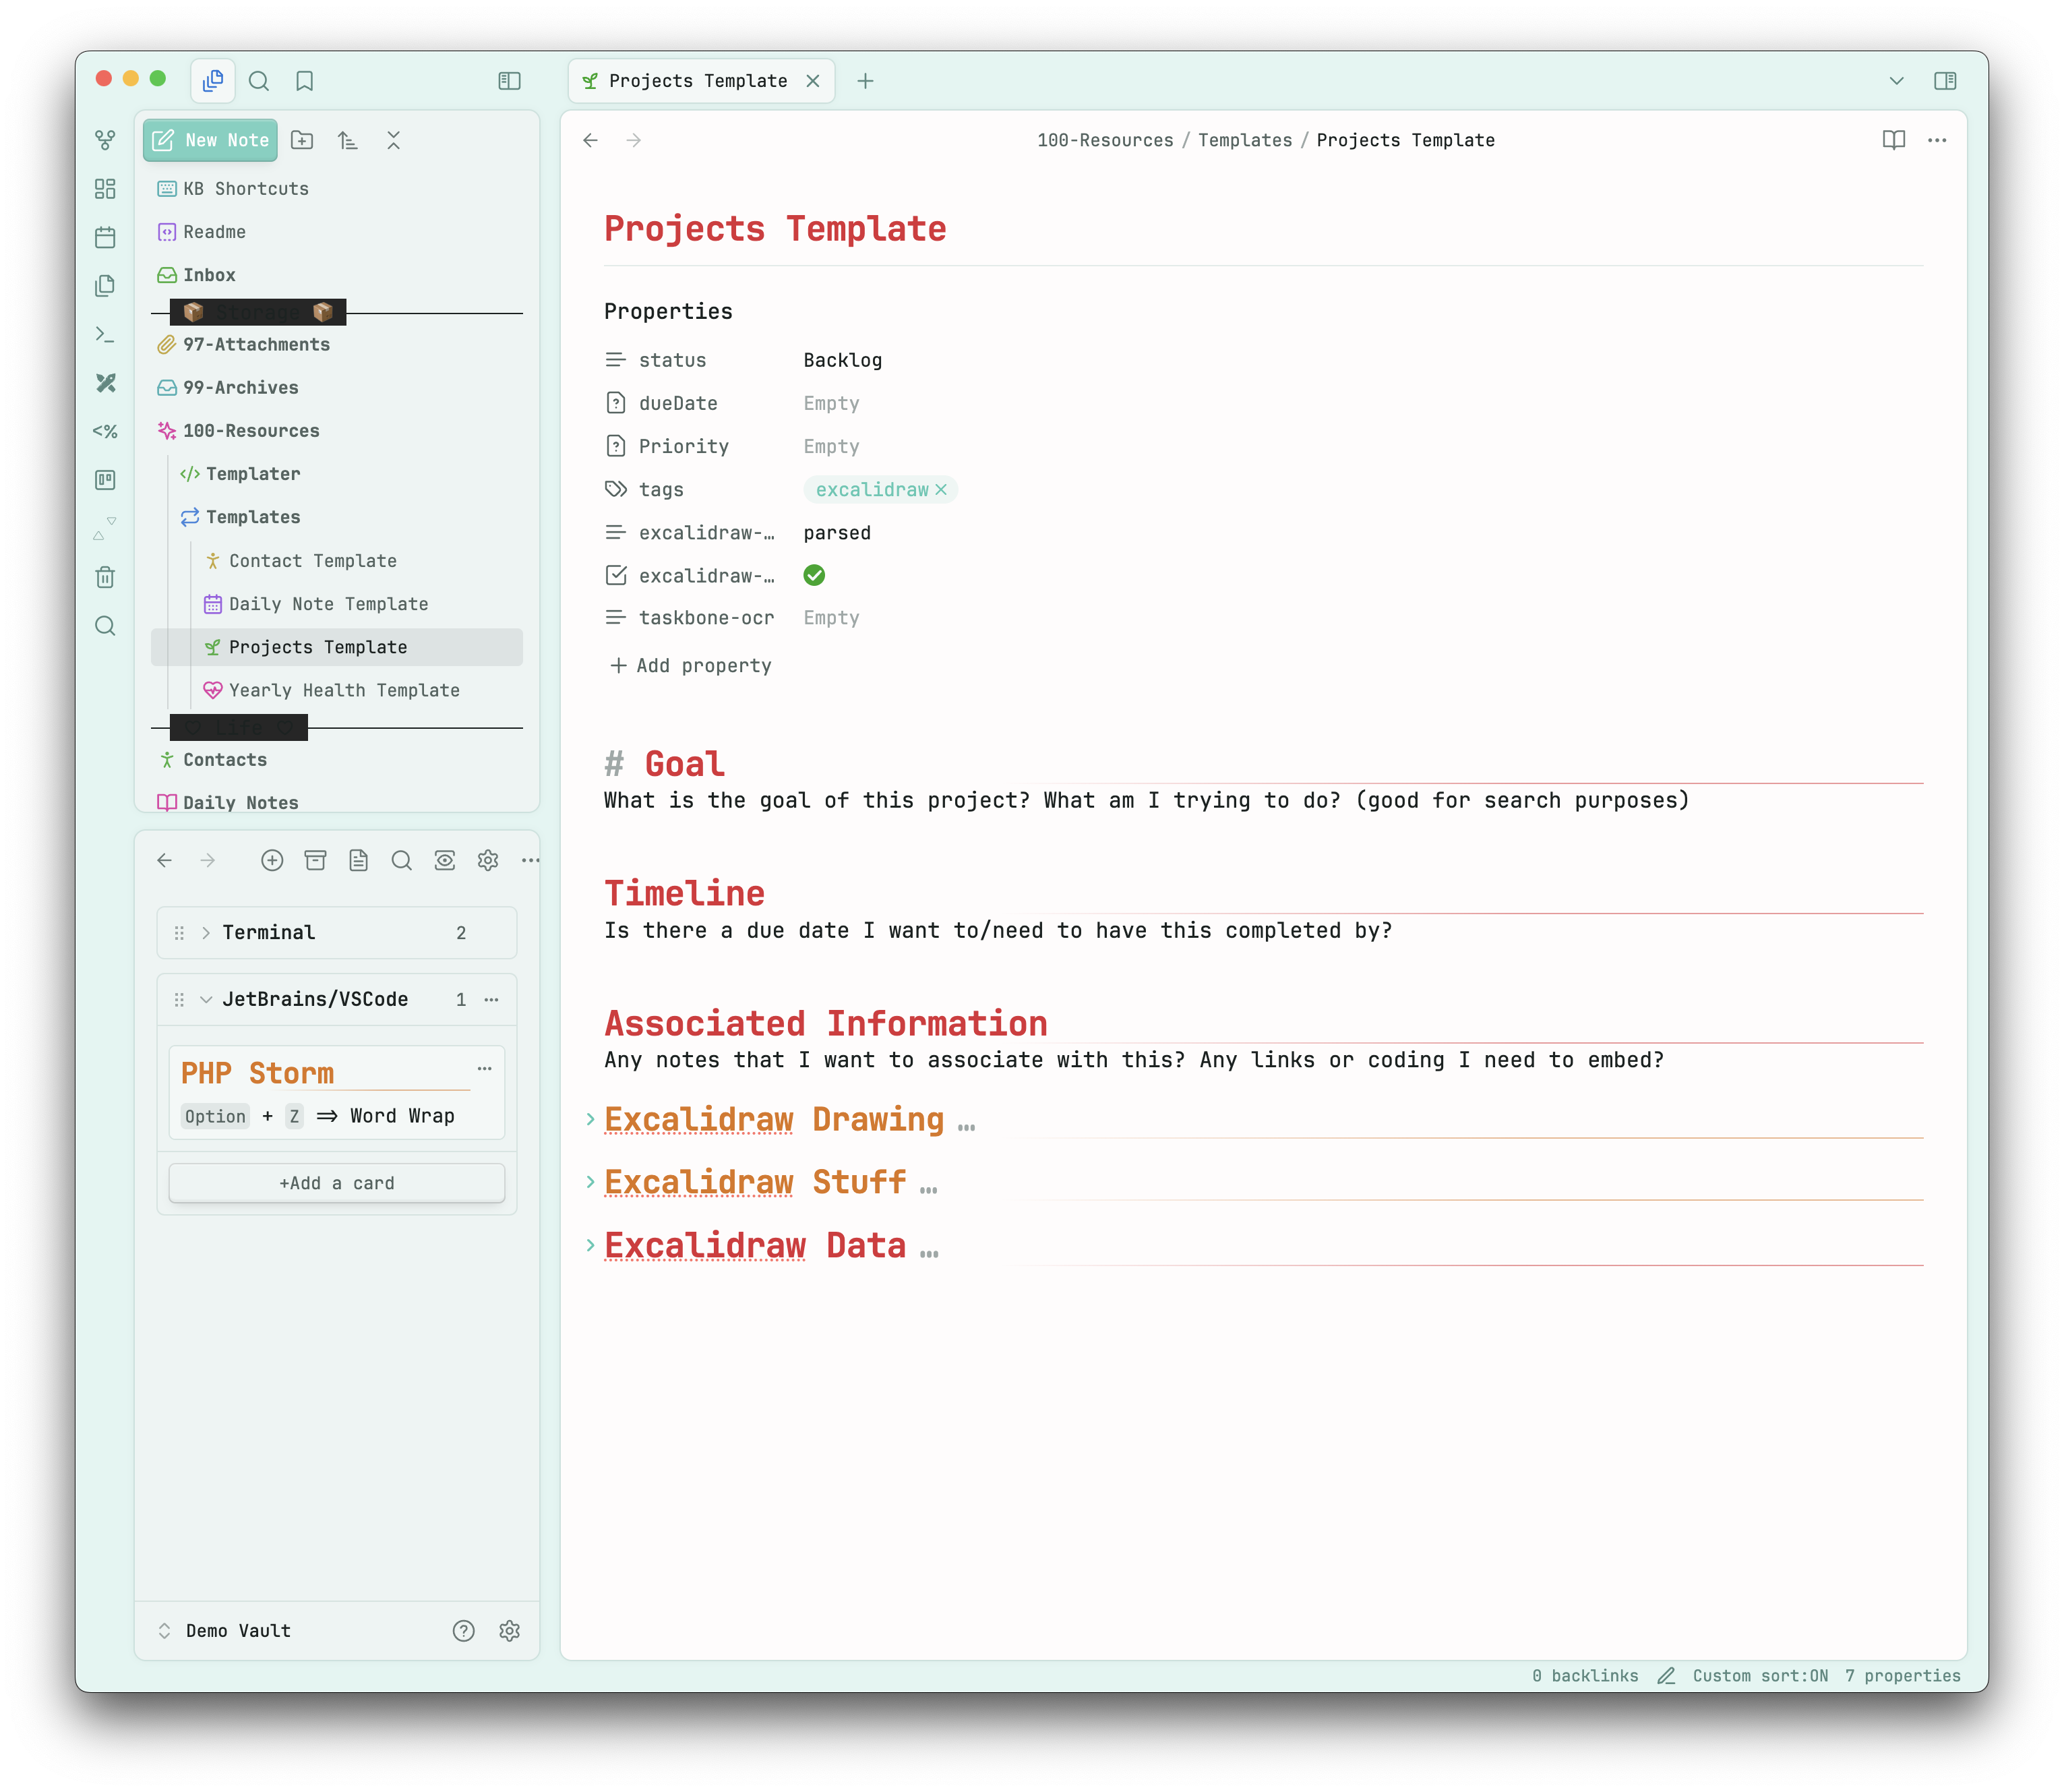 Projects Template
New Note
KB Shortcuts
Readme
Inbox
Storage
97-Attachments
99-Archives
100-Resources
Templater
Templates
Contact Template
Daily Note Template
Projects Template
Yearly Health Template
Life
Contacts
Daily Notes
<%
Terminal 2
JetBrains/VSCode 1
PHP Storm
Option + Z ⇒ Word Wrap
+Add a card
Demo Vault
100-Resources / Templates / Projects Template
Projects Template
Properties
status Backlog
dueDate Empty
Priority Empty
tags excalidraw
excalidraw-… parsed
excalidraw-…
taskbone-ocr Empty
Add property
# Goal
What is the goal of this project? What am I trying to do? (good for search purposes)
Timeline
Is there a due date I want to/need to have this completed by?
Associated Information
Any notes that I want to associate with this? Any links or coding I need to embed?
Excalidraw Drawing …
Excalidraw Stuff …
Excalidraw Data …
0 backlinks Custom sort:ON 7 properties